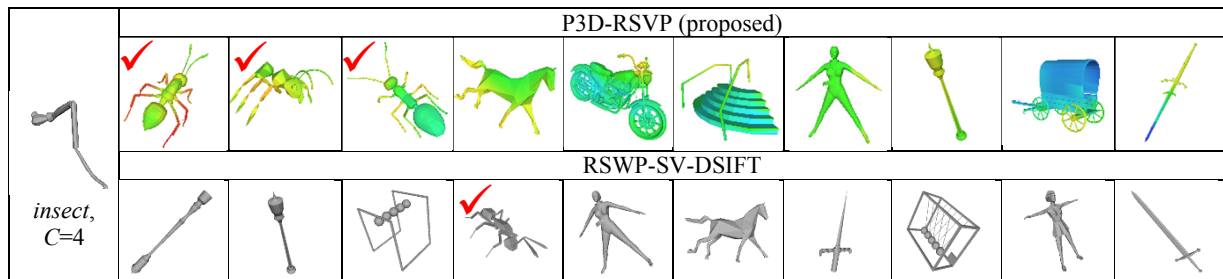 P3D-RSVP (proposed)
RSWP-SV-DSIFT
insect,
C=4